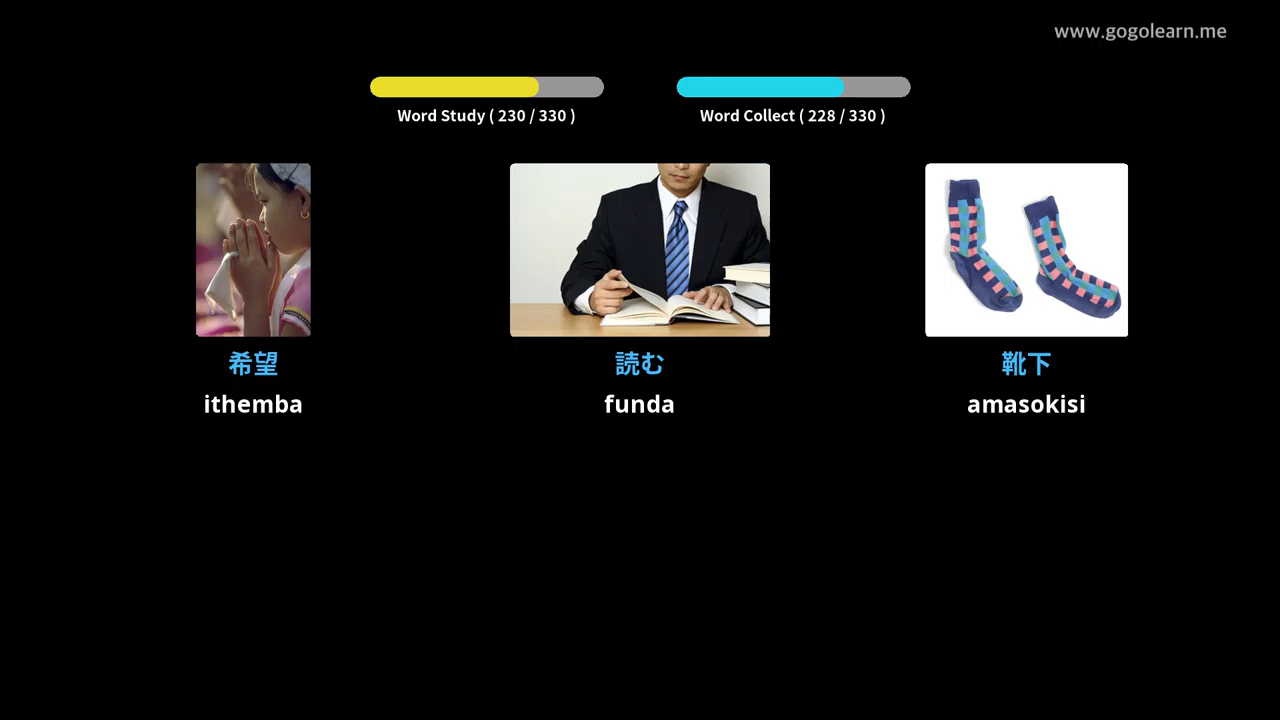 www.gogolearn.me
Word Study ( 230 / 330 )
Word Collect ( 228 / 330 )
希望
ithemba
読む
funda
靴下
amasokisi